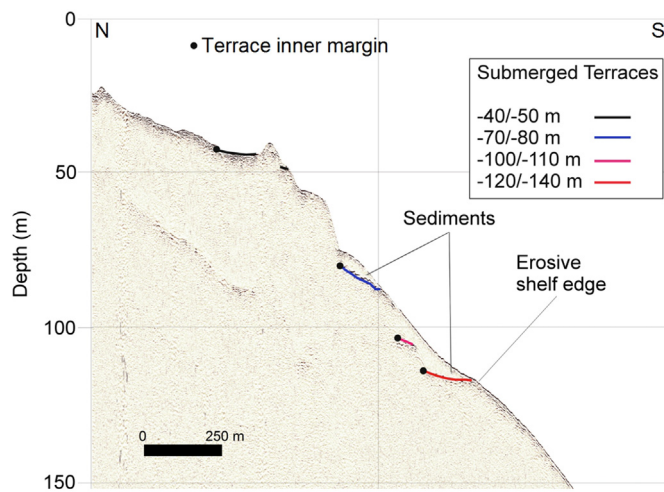 0
N
S
Terrace inner margin
Submerged Terraces
-40/-50 m
-70/-80 m
-100/-110 m
-120/-140 m
50
Sediments
Erosive
shelf edge
Depth (m)
100
0
250 m
150